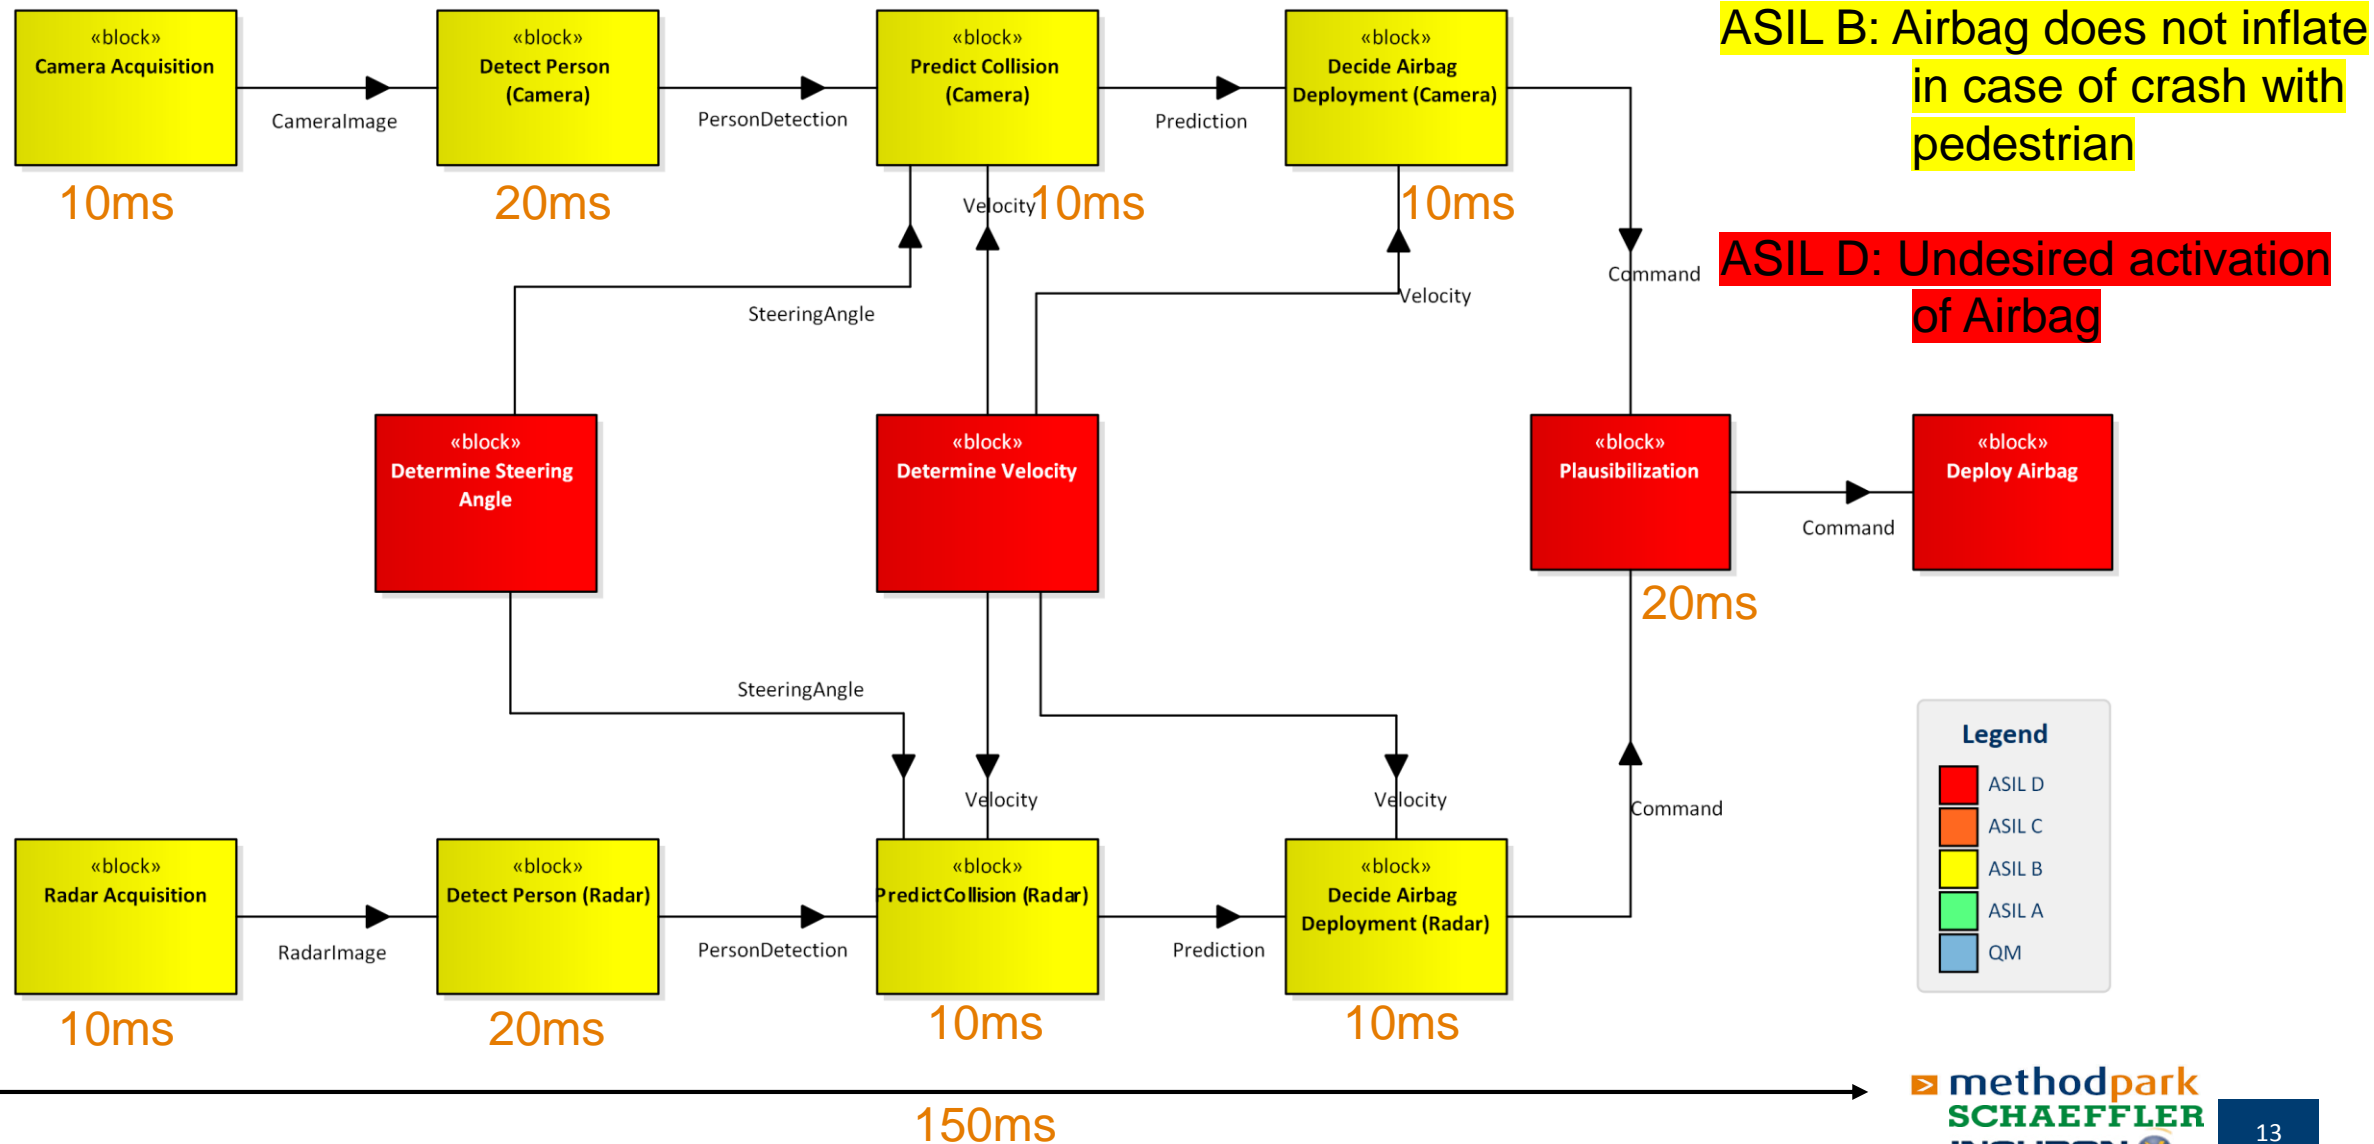 «block»
Camera Acquisition
10ms
CameraImage
«block»
Detect Person
(Camera)
20ms
PersonDetection
«block»
Predict Collision
(Camera)
10ms
Velocity
Prediction
«block»
Decide Airbag
Deployment (Camera)
10ms
ASIL B: Airbag does not inflate
in case of crash with
pedestrian
ASIL D: Undesired activation
of Airbag
SteeringAngle
Velocity
Command
«block»
Determine Steering
Angle
«block»
Determine Velocity
«block»
Plausibilization
20ms
Command
«block»
Deploy Airbag
SteeringAngle
Velocity
Velocity
Command
«block»
Radar Acquisition
10ms
RadarImage
«block»
Detect Person (Radar)
20ms
PersonDetection
«block»
PredictCollision (Radar)
10ms
Prediction
«block»
Decide Airbag
Deployment (Radar)
10ms
Legend
ASIL D
ASIL C
ASIL B
ASIL A
QM
150ms
methodpark
SCHAEFFLER
13